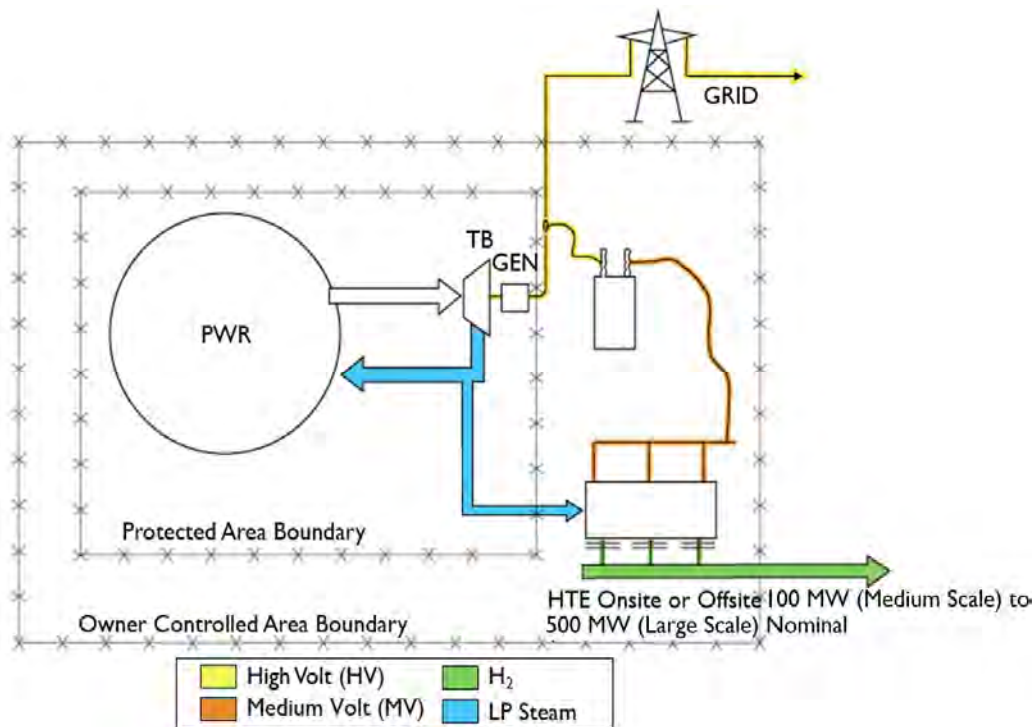 GRID
TB
GEN
PWR
Protected Area Boundary
HTE Onsite or Offsite 100 MW (Medium Scale) to
500 MW (Large Scale) Nominal
Owner Controlled Area Boundary
High Volt (HV)
H₂
Medium Volt (MV)
LP Steam